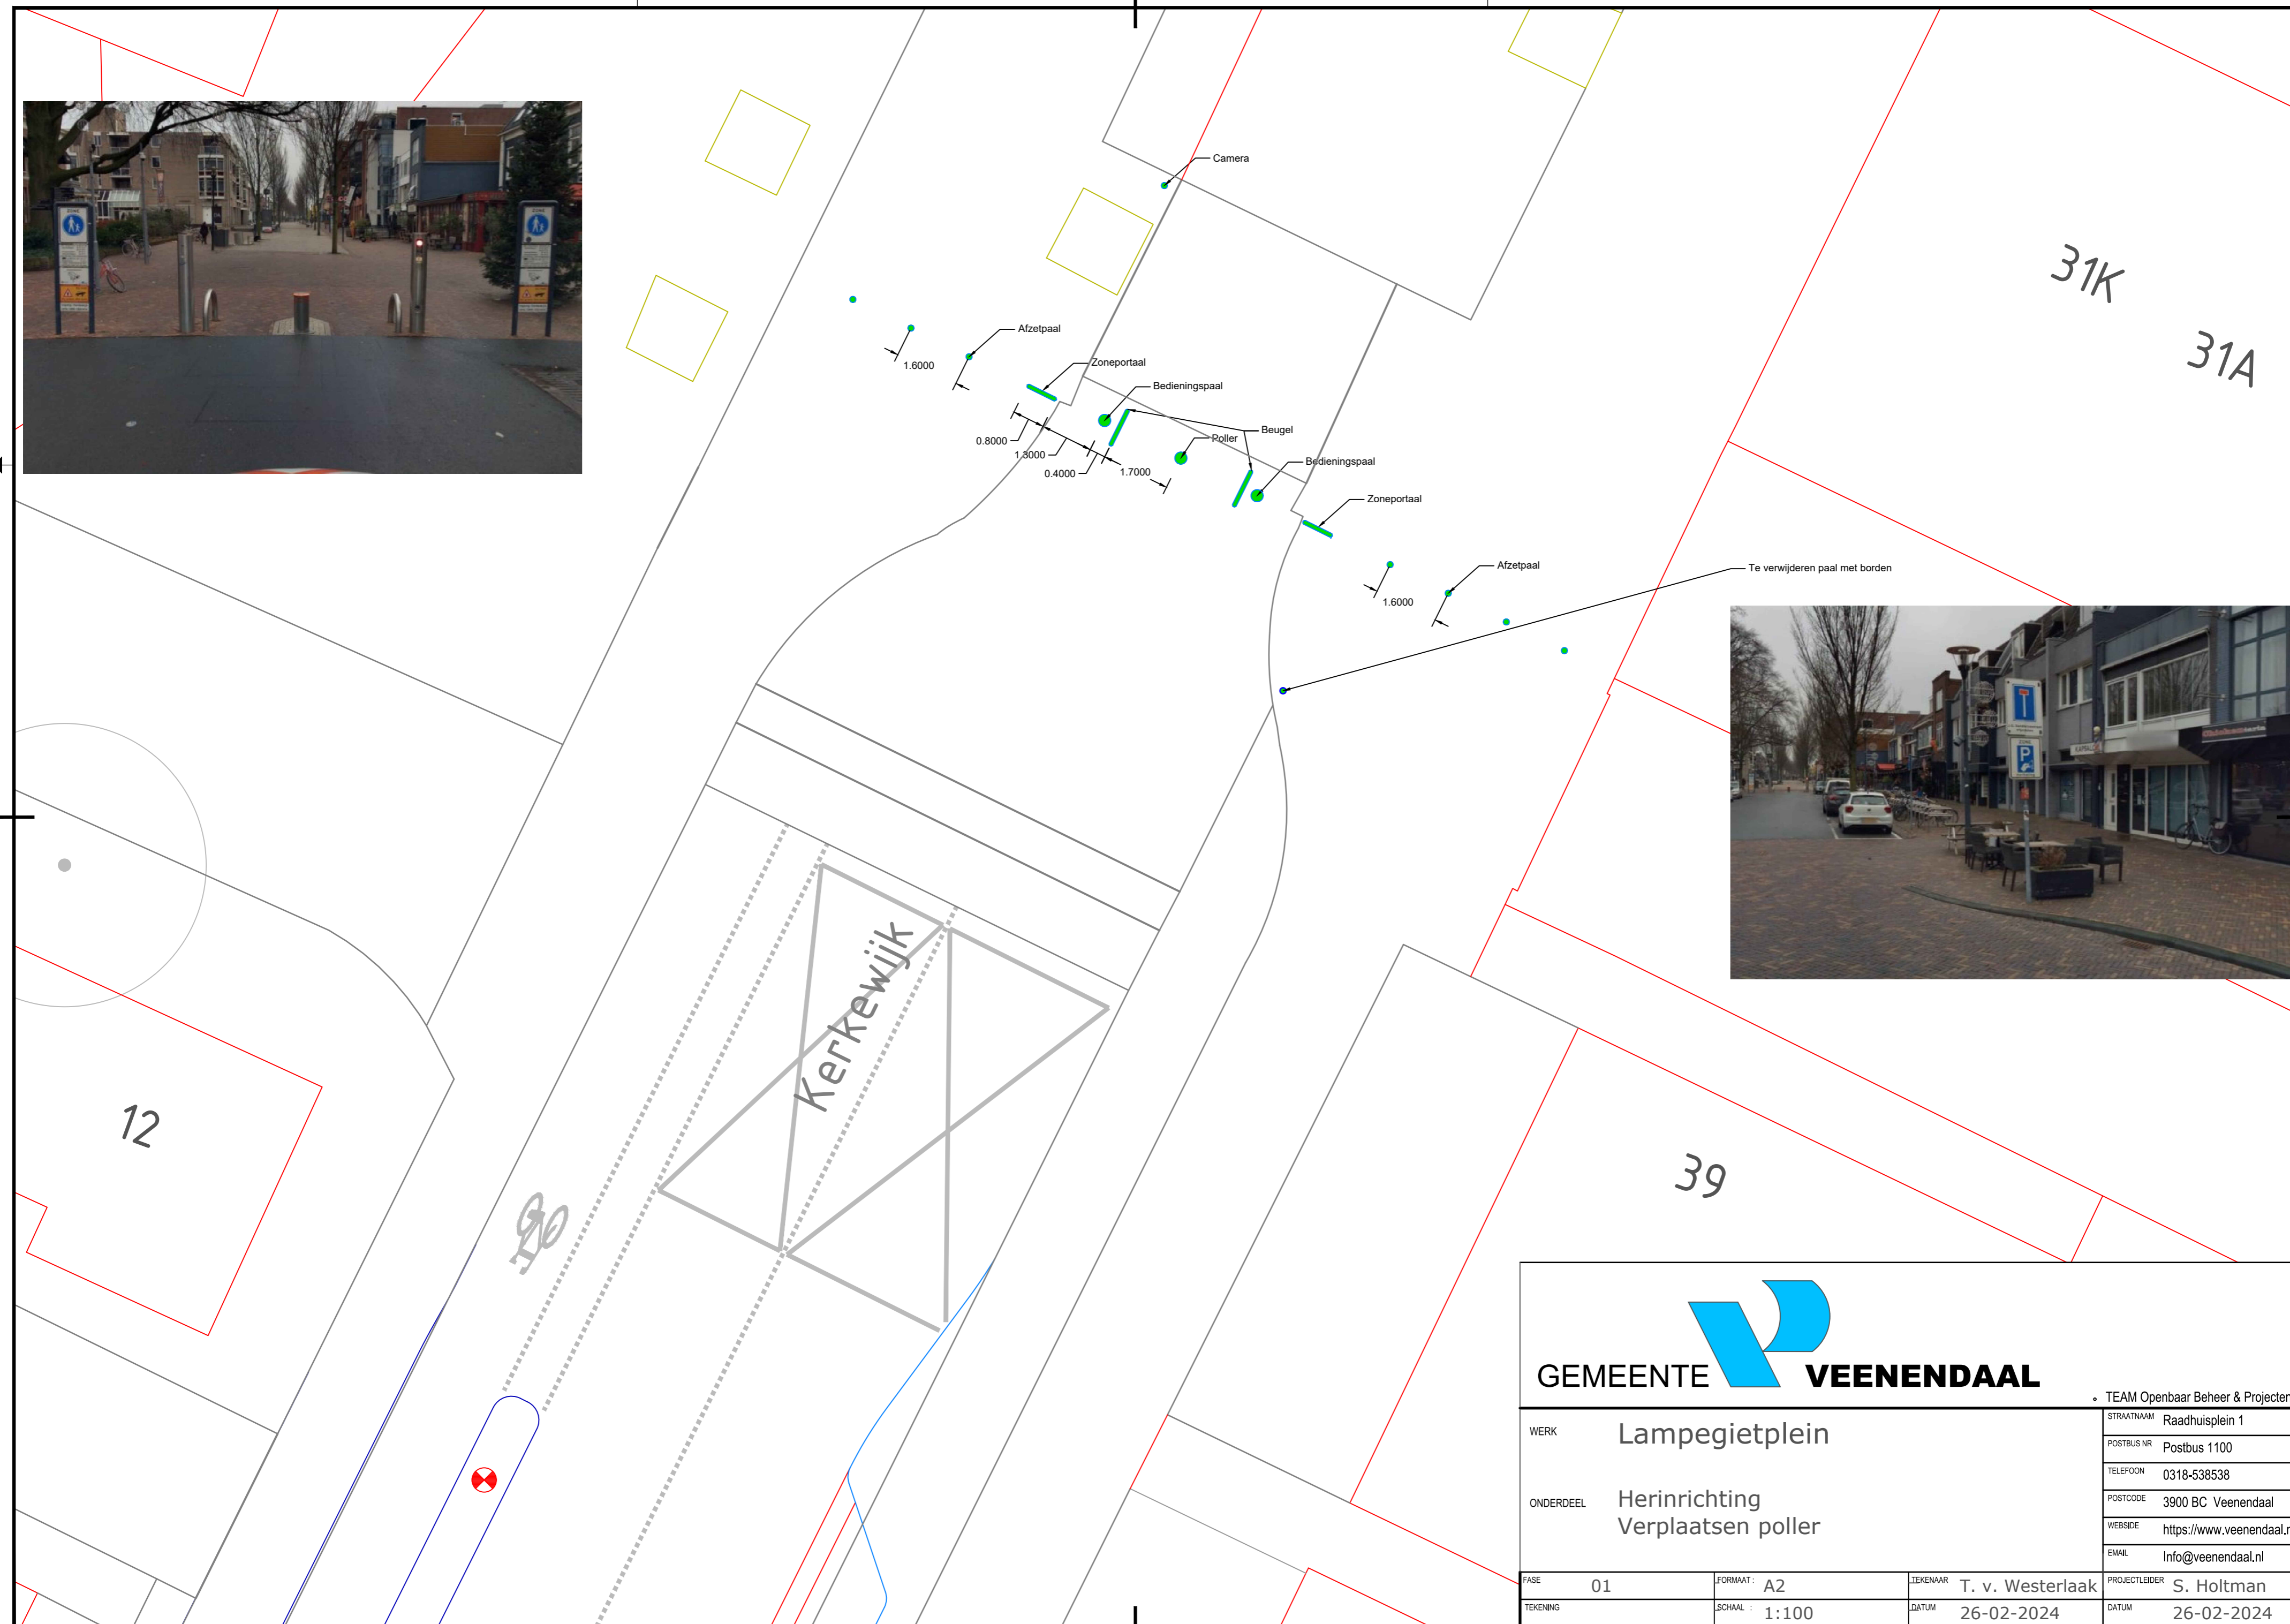 Camera
31K
31A
Afzetpaal
1.6000
Zoneportaal
Bedieningspaal
0.8000
1.3000
0.4000
1.7000
Poller
Beugel
Bedieningspaal
Zoneportaal
Afzetpaal
1.6000
Te verwijderen paal met borden
ZONE
ZONE
ZONE
P
Kerkewijk
12
39
GEMEENTE VEENENDAAL
TEAM Openbaar Beheer & Projecten
WERK Lampegietplein
ONDERDEEL Herinrichting
Verplaatsen poller
STRAATNAAM Raadhuisplein 1
POSTBUS NR Postbus 1100
TELEFOON 0318-538538
POSTCODE 3900 BC Veenendaal
WEBSIDE https://www.veenendaal.n
EMAIL Info@veenendaal.nl
FASE 01 FORMAAT : A2 TEKENAAR T. v. Westerlaak PROJECTLEIDER S. Holtman
TEKENING SCHAAL : 1:100 DATUM 26-02-2024 DATUM 26-02-2024